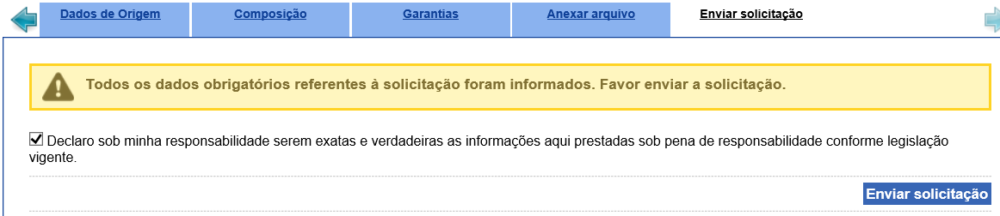 Dados de Origem Composição Garantias Anexar arquivo Enviar solicitação
Todos os dados obrigatórios referentes à solicitação foram informados. Favor enviar a solicitação.
Declaro sob minha responsabilidade serem exatas e verdadeiras as informações aqui prestadas sob pena de responsabilidade conforme legislação
vigente.
Enviar solicitação